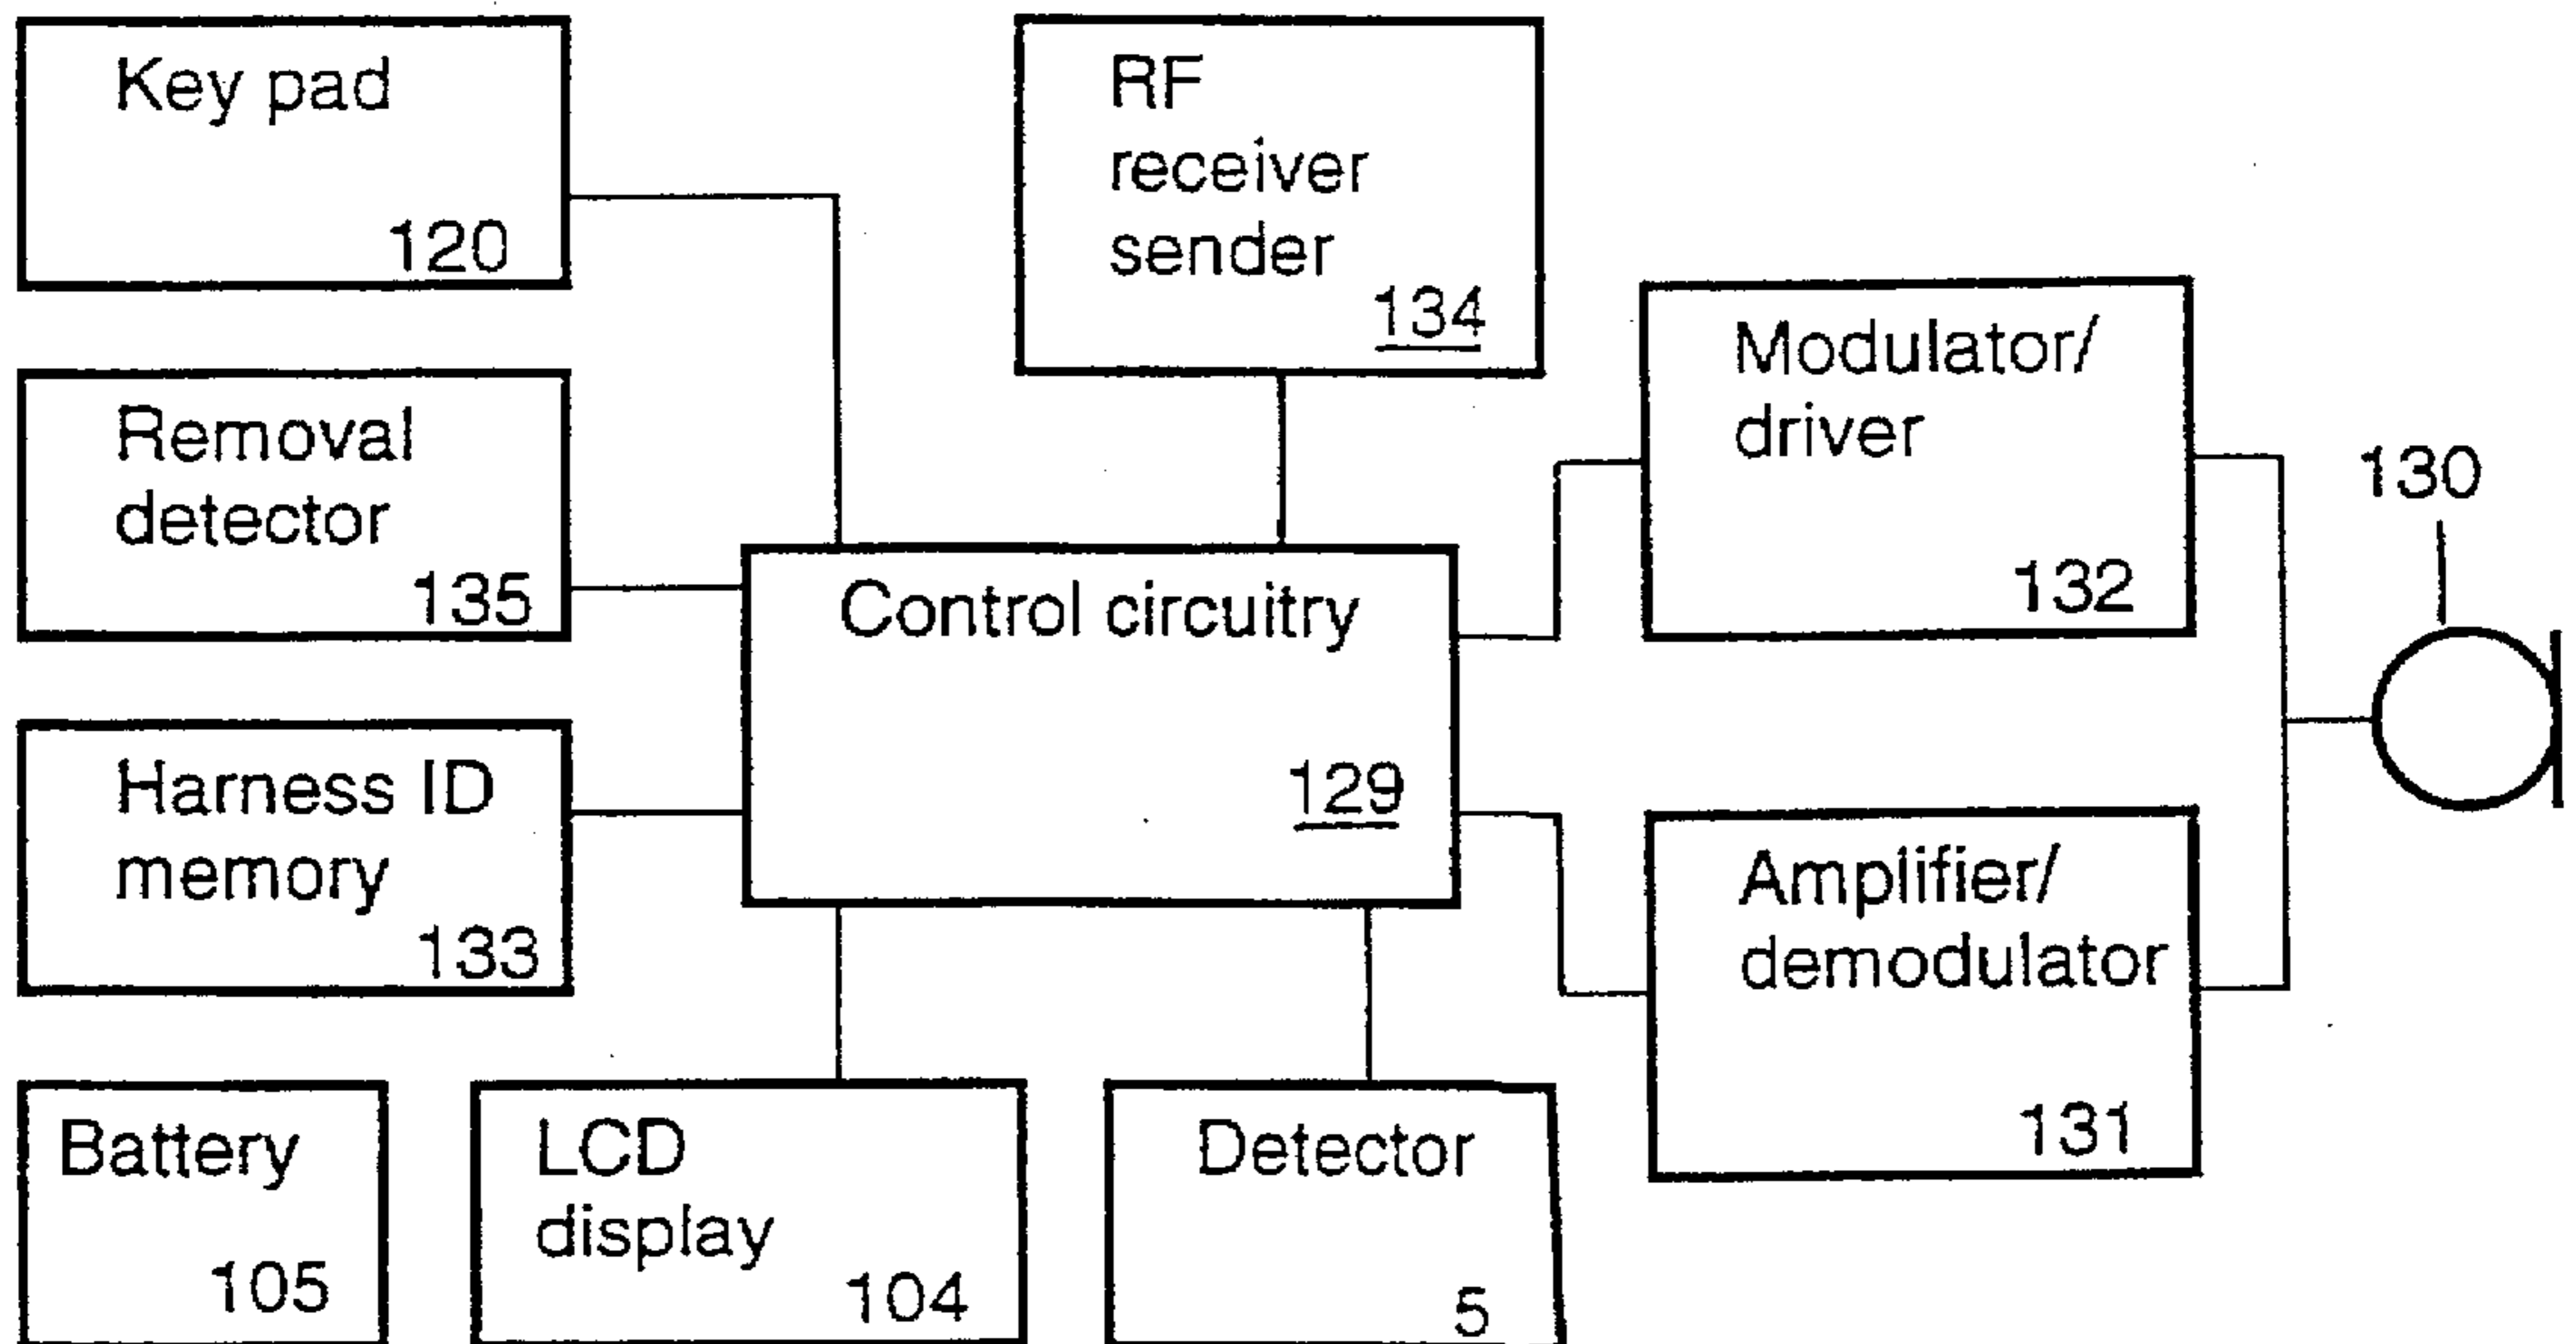 Key pad
120
RF
receiver
sender
134
Modulator/
driver
132
130
Removal
detector
135
Control circuitry
129
Harness ID
memory
133
Amplifier/
demodulator
131
Battery
105
LCD
display
104
Detector
5